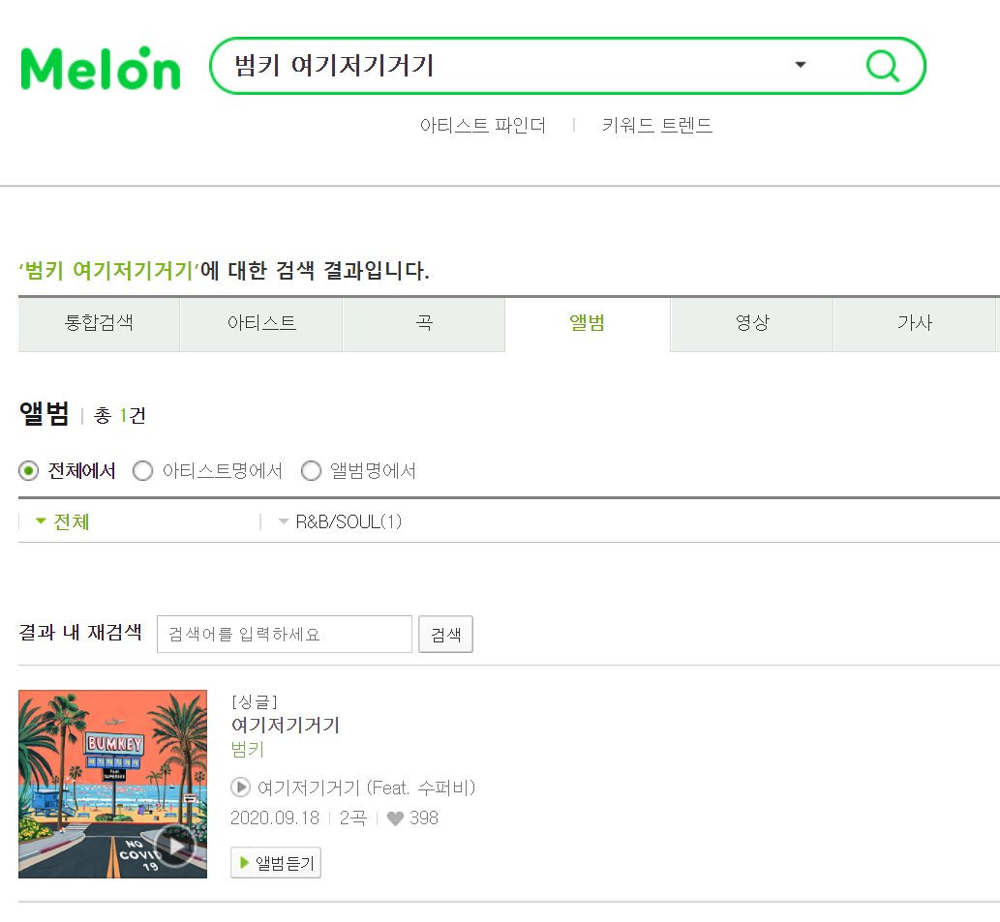 Melon
범키 여기저기거기
아티스트 파인더 | 키워드 트렌드
‘범키 여기저기거기’에 대한 검색 결과입니다.
통합검색 아티스트 곡 앨범 영상 가사
앨범 | 총 1건
전체에서 아티스트명에서 앨범명에서
전체 | R&B/SOUL(1)
결과 내 재검색 검색어를 입력하세요 검색
BUMKEY
여기저기거기
NO
COVID
19
[싱글]
여기저기거기
범키
여기저기거기 (Feat. 수퍼비)
2020.09.18 | 2곡 | 398
앨범듣기